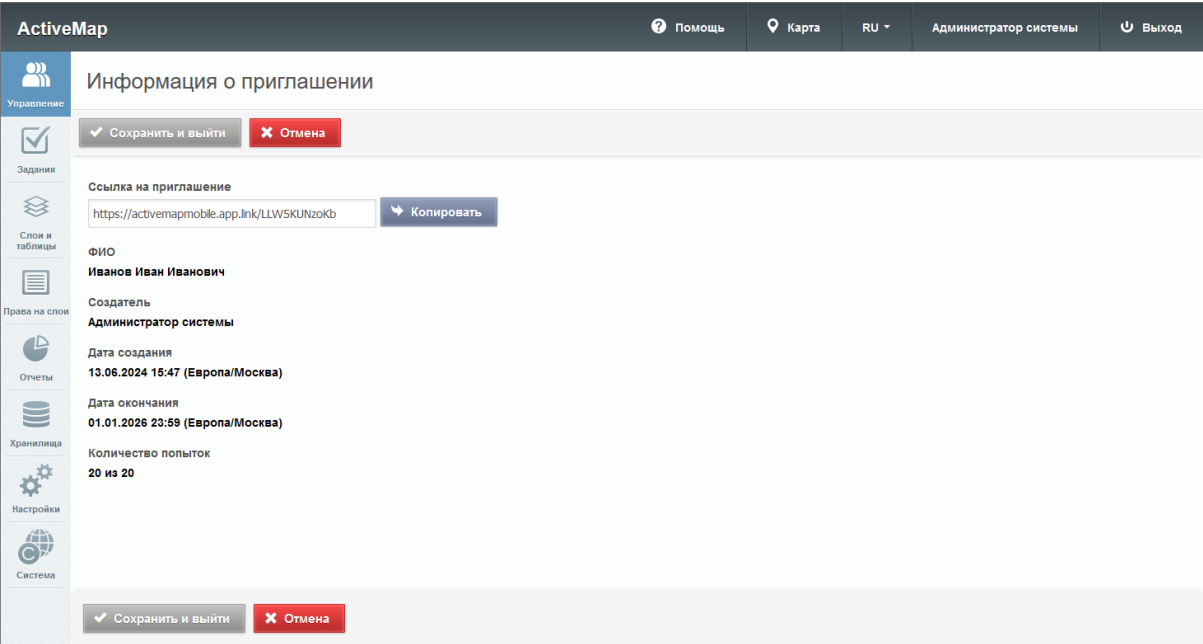 ActiveMap
Помощь
Карта
RU
Администратор системы
Выход
Управление
Задания
Слои и
таблицы
Права на слои
Отчеты
Хранилища
Настройки
Система
Информация о приглашении
Сохранить и выйти
Отмена
Ссылка на приглашение
https://activemapmobile.app.link/LLW5KUNzoKb
Копировать
ФИО
Иванов Иван Иванович
Создатель
Администратор системы
Дата создания
13.06.2024 15:47 (Европа/Москва)
Дата окончания
01.01.2026 23:59 (Европа/Москва)
Количество попыток
20 из 20
Сохранить и выйти
Отмена